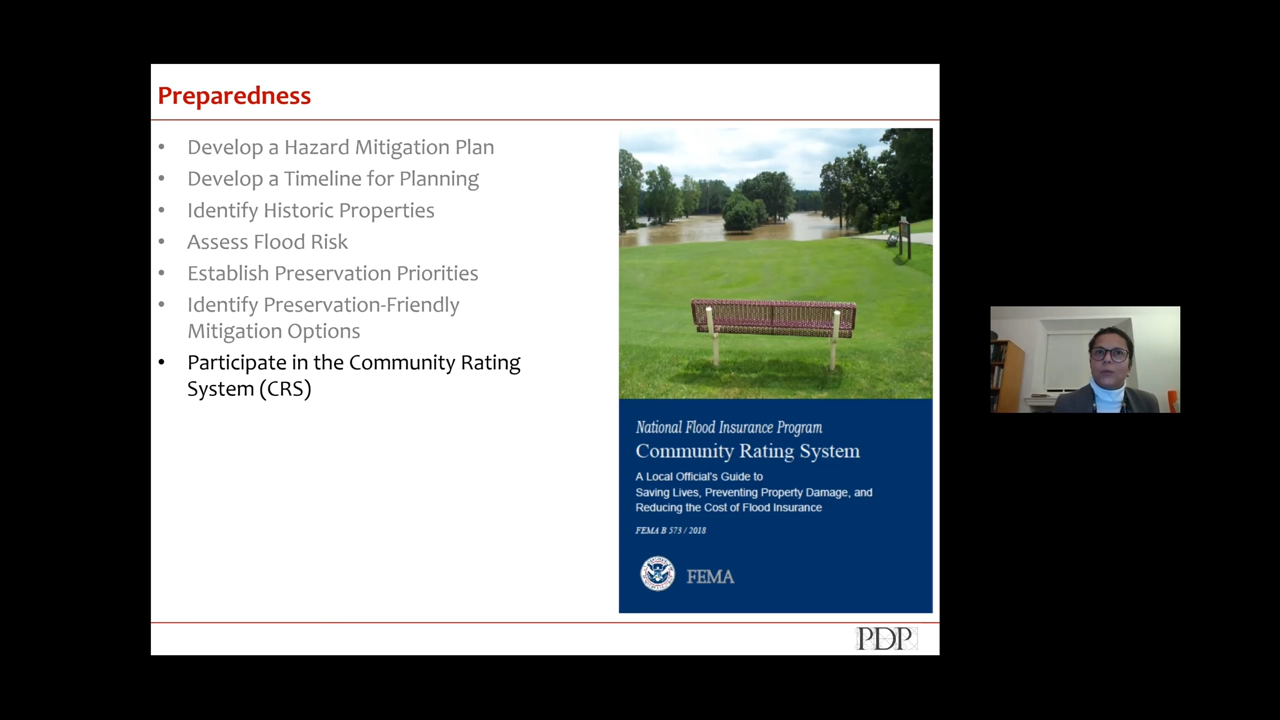 Preparedness
• Develop a Hazard Mitigation Plan
• Develop a Timeline for Planning
• Identify Historic Properties
• Assess Flood Risk
• Establish Preservation Priorities
• Identify Preservation-Friendly
Mitigation Options
• Participate in the Community Rating
System (CRS)
National Flood Insurance Program
Community Rating System
A Local Official's Guide to
Saving Lives, Preventing Property Damage, and
Reducing the Cost of Flood Insurance
FEMA B 573 / 2018
FEMA
PDP